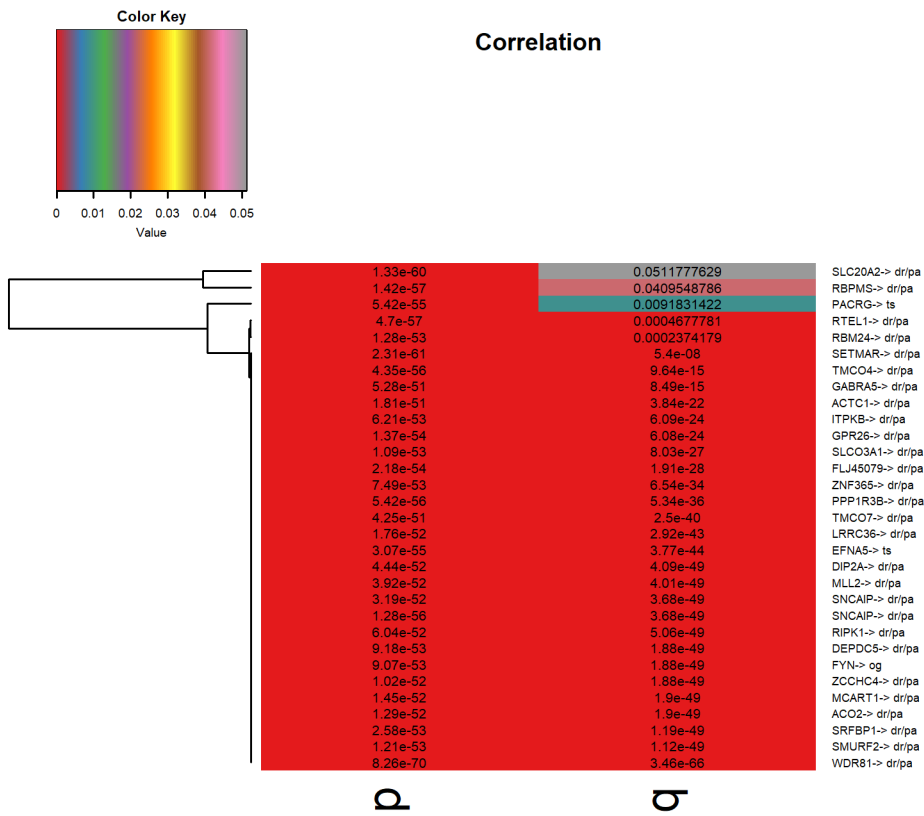 Color Key
Correlation
0 0.01 0.02 0.03 0.04 0.05
Value
1.33e-60 0.0511777629 SLC20A2-> dr/pa
1.42e-57 0.0409548786 RBPMS-> dr/pa
5.42e-55 0.0091831422 PACRG-> ts
4.7e-57 0.0004677781 RTEL1-> dr/pa
1.28e-53 0.0002374179 RBM24-> dr/pa
2.31e-61 5.4e-08 SETMAR-> dr/pa
4.35e-56 9.64e-15 TMCO4-> dr/pa
5.28e-51 8.49e-15 GABRA5-> dr/pa
1.81e-51 3.84e-22 ACTC1-> dr/pa
6.21e-53 6.09e-24 ITPKB-> dr/pa
1.37e-54 6.08e-24 GPR26-> dr/pa
1.09e-53 8.03e-27 SLCO3A1-> dr/pa
2.18e-54 1.91e-28 FLJ45079-> dr/pa
7.49e-53 6.54e-34 ZNF365-> dr/pa
5.42e-56 5.34e-36 PPP1R3B-> dr/pa
4.25e-51 2.5e-40 TMCO7-> dr/pa
1.76e-52 2.92e-43 LRRC36-> dr/pa
3.07e-55 3.77e-44 EFNA5-> ts
4.44e-52 4.09e-49 DIP2A-> dr/pa
3.92e-52 4.01e-49 MLL2-> dr/pa
3.19e-52 3.68e-49 SNCAIP-> dr/pa
1.28e-56 3.68e-49 SNCAIP-> dr/pa
6.04e-52 5.06e-49 RIPK1-> dr/pa
9.18e-53 1.88e-49 DEPDC5-> dr/pa
9.07e-53 1.88e-49 FYN-> og
1.02e-52 1.88e-49 ZCCHC4-> dr/pa
1.45e-52 1.9e-49 MCART1-> dr/pa
1.29e-52 1.9e-49 ACO2-> dr/pa
2.58e-53 1.19e-49 SRFBP1-> dr/pa
1.21e-53 1.12e-49 SMURF2-> dr/pa
8.26e-70 3.46e-66 WDR81-> dr/pa
p q